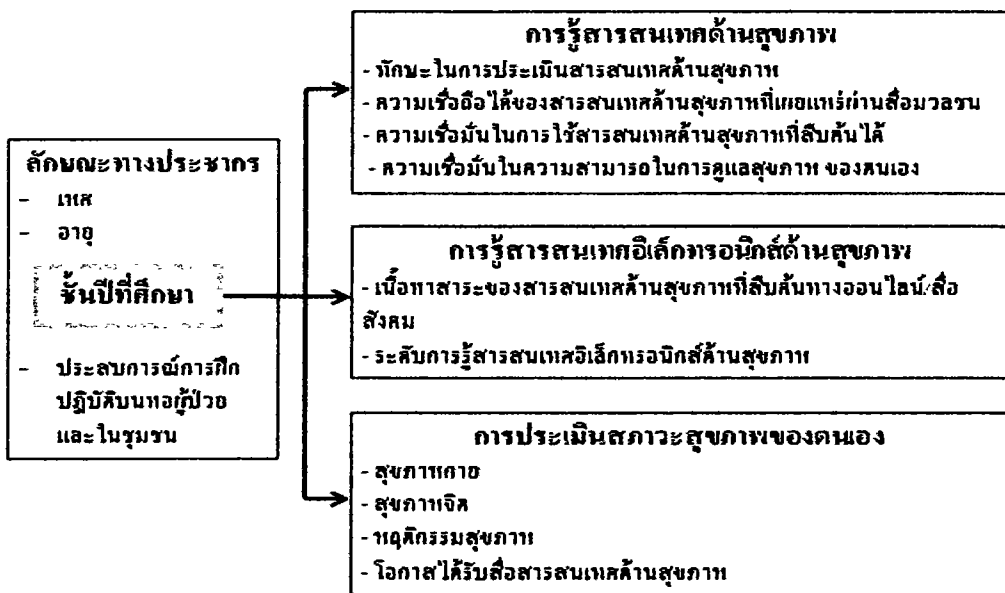 ลักษณะทางประชากร
- เพศ
- อายุ
ชั้นปีที่ศึกษา
- ประสบการณ์การฝึก
ปฏิบัติบนหอผู้ป่วย
และในชุมชน
การรู้สารสนเทศด้านสุขภาพ
- ทักษะในการประเมินสารสนเทศด้านสุขภาพ
- ความเชื่อถือได้ของสารสนเทศด้านสุขภาพที่เผยแพร่ผ่านสื่อมวลชน
- ความเชื่อมั่นในการใช้สารสนเทศด้านสุขภาพที่สืบค้นได้
- ความเชื่อมั่นในความสามารถในการดูแลสุขภาพ ของตนเอง
การรู้สารสนเทศอิเล็กทรอนิกส์ด้านสุขภาพ
- เนื้อหาสาระของสารสนเทศด้านสุขภาพที่สืบค้นทางออนไลน์/สื่อ
สังคม
- ระดับการรู้สารสนเทศอิเล็กทรอนิกส์ด้านสุขภาพ
การประเมินสภาวะสุขภาพของตนเอง
- สุขภาพกาย
- สุขภาพจิต
- พฤติกรรมสุขภาพ
- โอกาสได้รับสื่อสารสนเทศด้านสุขภาพ